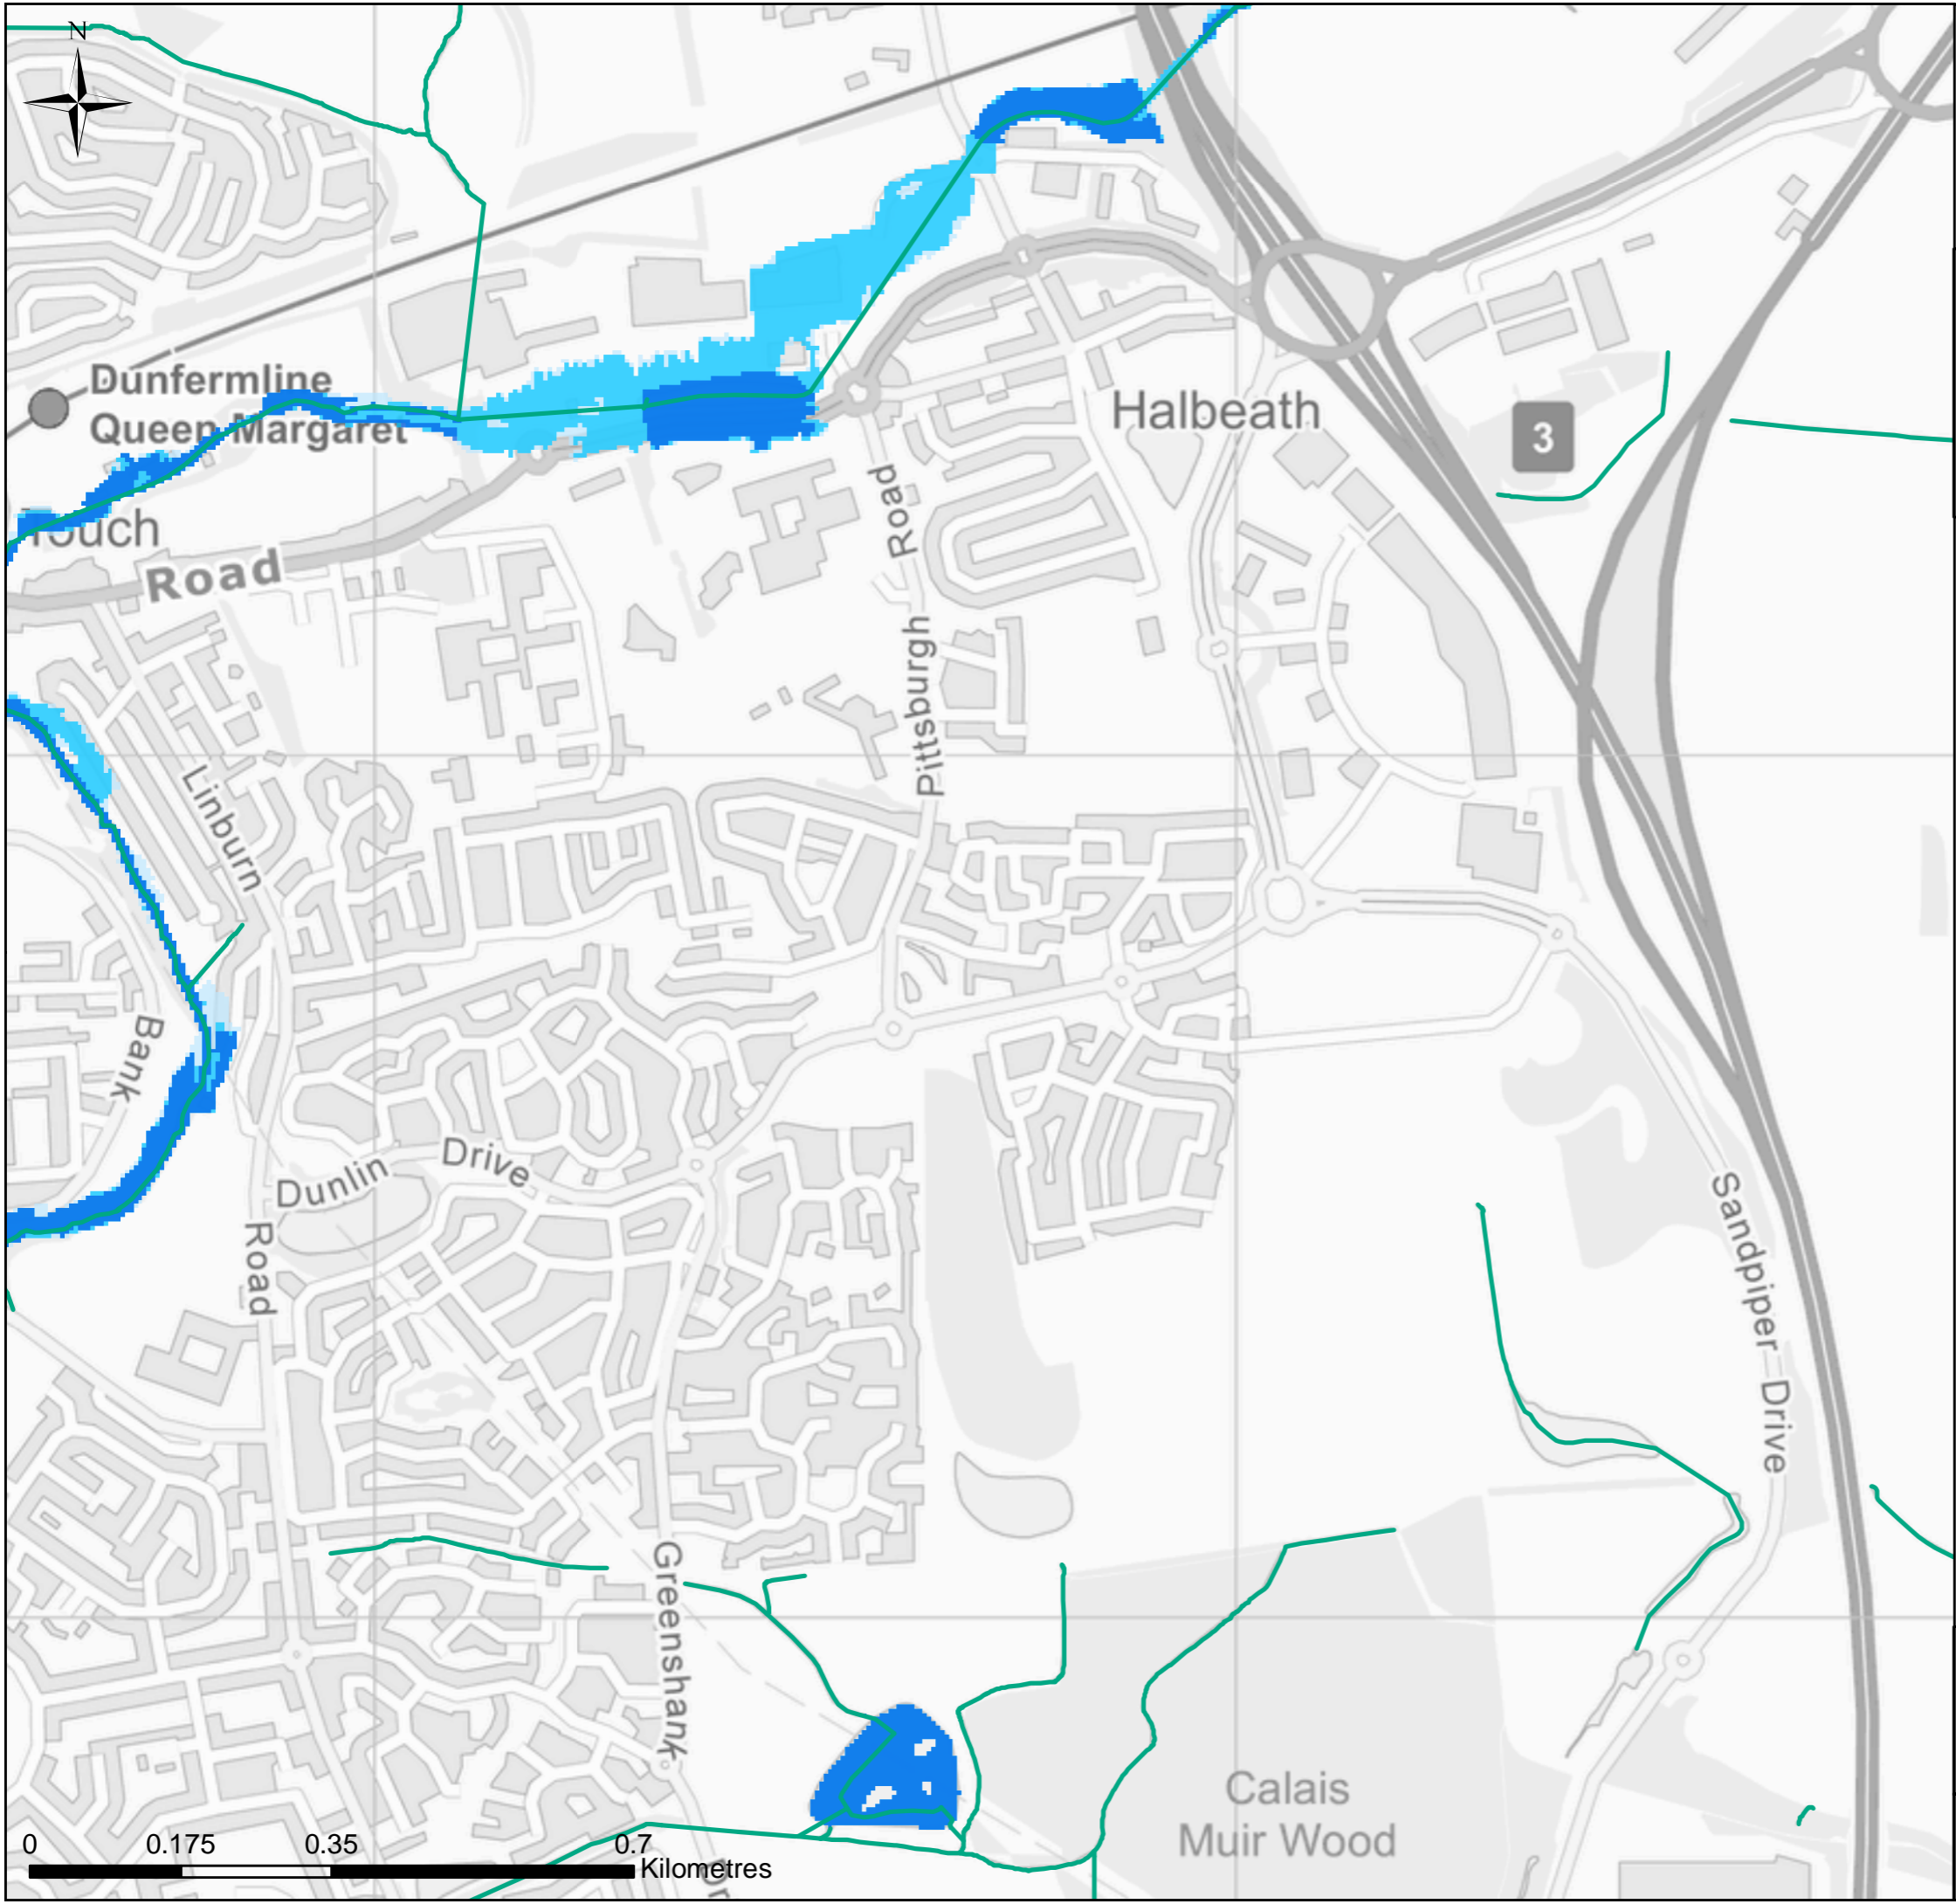 N
Dunfermline
Queen Margaret
Halbeath
3
Touch
Road
Road
Pittsburgh
Linburn
Bank
Drive
Dunlin
Road
Sandpiper
Drive
Greenshank
Calais
Muir Wood
0 0.175 0.35 0.7
Kilometres